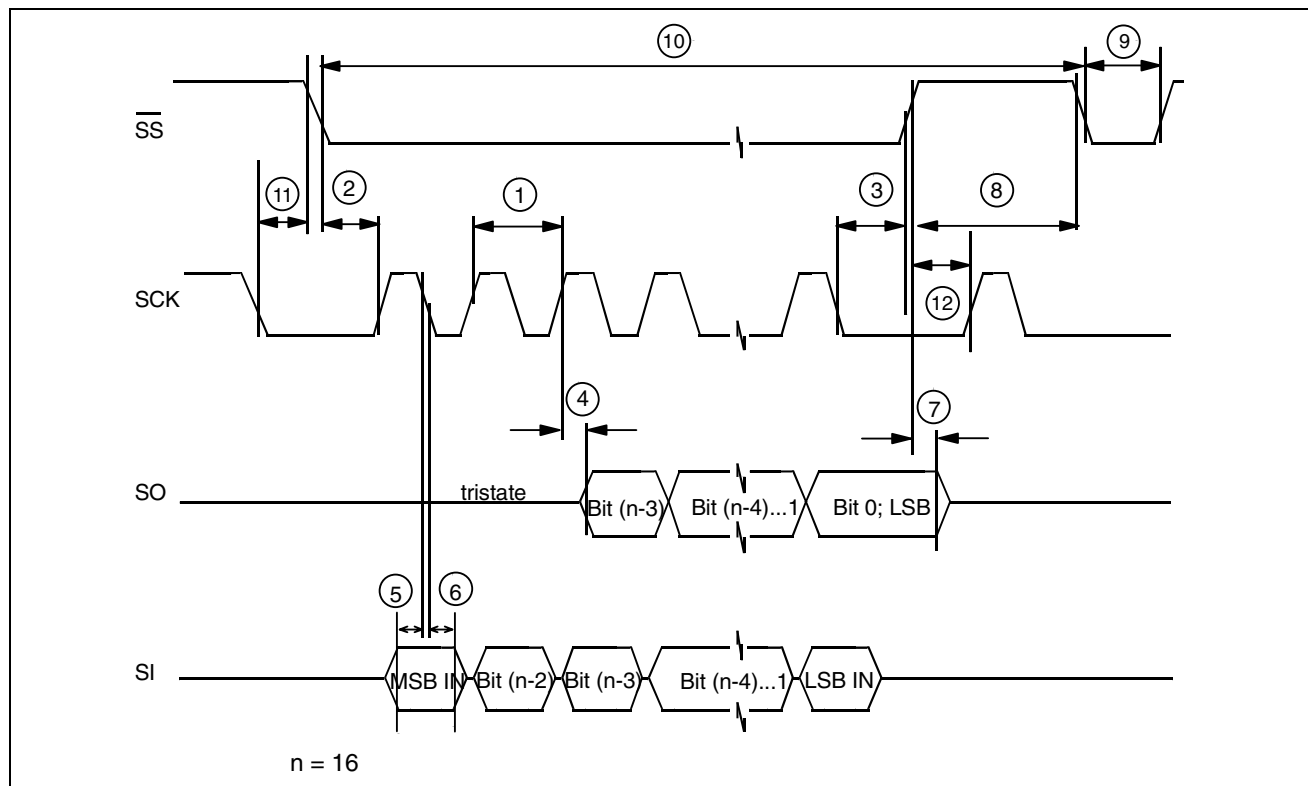 10
9
SS
11
2
1
3
8
SCK
12
4
7
SO
tristate
Bit (n-3)
Bit (n-4)...1
Bit 0; LSB
5
6
SI
MSB IN
Bit (n-2)
Bit (n-3)
Bit (n-4)...1
LSB IN
n = 16